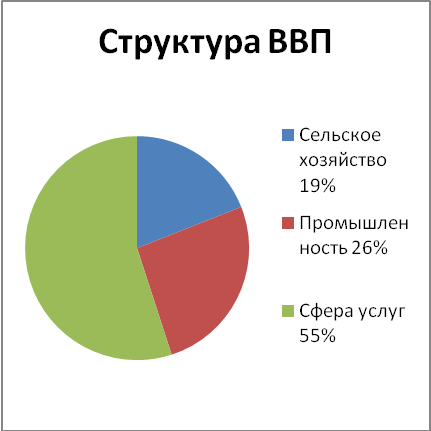 Структура ВВП
Сельское
хозяйство
19%
Промышлен
ность 26%
Сфера услуг
55%